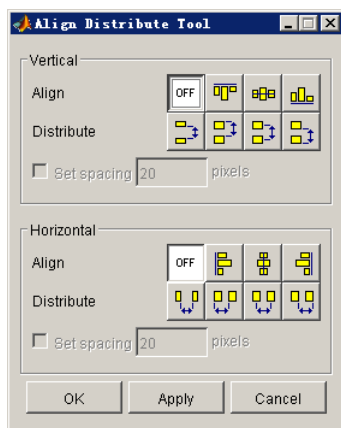 Align Distribute Tool
Vertical
Align OFF
Distribute
Set spacing 20 pixels
Horizontal
Align OFF
Distribute
Set spacing 20 pixels
OK Apply Cancel